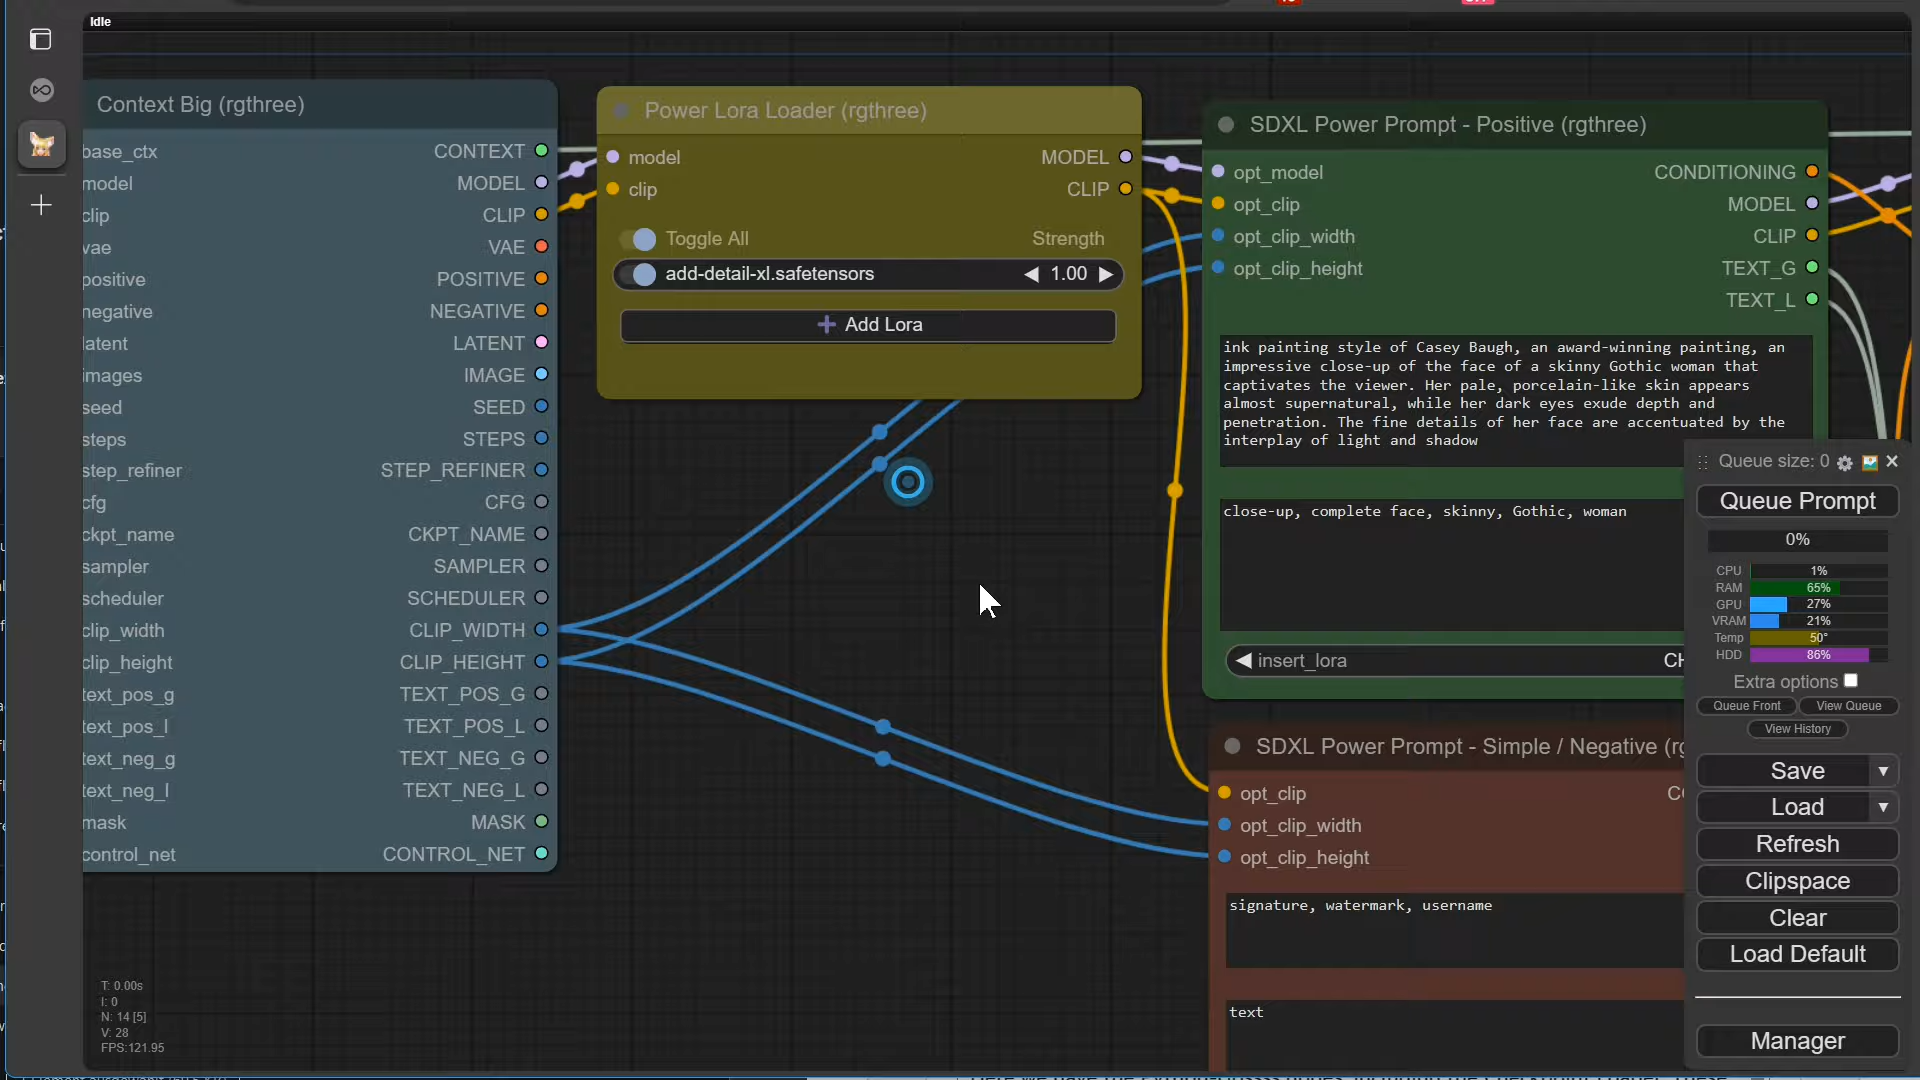 Idle
Context Big (rgthree)
base_ctx CONTEXT
model MODEL
clip CLIP
vae VAE
positive POSITIVE
negative NEGATIVE
latent LATENT
images IMAGE
seed SEED
steps STEPS
step_refiner STEP_REFINER
cfg CFG
ckpt_name CKPT_NAME
sampler SAMPLER
scheduler SCHEDULER
clip_width CLIP_WIDTH
clip_height CLIP_HEIGHT
text_pos_g TEXT_POS_G
text_pos_l TEXT_POS_L
text_neg_g TEXT_NEG_G
text_neg_l TEXT_NEG_L
mask MASK
control_net CONTROL_NET
T: 0.00s
I: 0
N: 14 [5]
V: 28
FPS:121.95
Power Lora Loader (rgthree)
model MODEL
clip CLIP
Toggle All Strength
add-detail-xl.safetensors 1.00
Add Lora
SDXL Power Prompt - Positive (rgthree)
opt_model CONDITIONING
opt_clip MODEL
opt_clip_width CLIP
opt_clip_height TEXT_G
TEXT_L
ink painting style of Casey Baugh, an award-winning painting, an
impressive close-up of the face of a skinny Gothic woman that
captivates the viewer. Her pale, porcelain-like skin appears
almost supernatural, while her dark eyes exude depth and
penetration. The fine details of her face are accentuated by the
interplay of light and shadow
close-up, complete face, skinny, Gothic, woman
insert_lora CH
SDXL Power Prompt - Simple / Negative (rg
opt_clip CO
opt_clip_width
opt_clip_height
signature, watermark, username
text
Queue size: 0
Queue Prompt
0%
CPU 1%
RAM 65%
GPU 27%
VRAM 21%
Temp 50°
HDD 86%
Extra options
Queue Front View Queue
View History
Save
Load
Refresh
Clipspace
Clear
Load Default
Manager